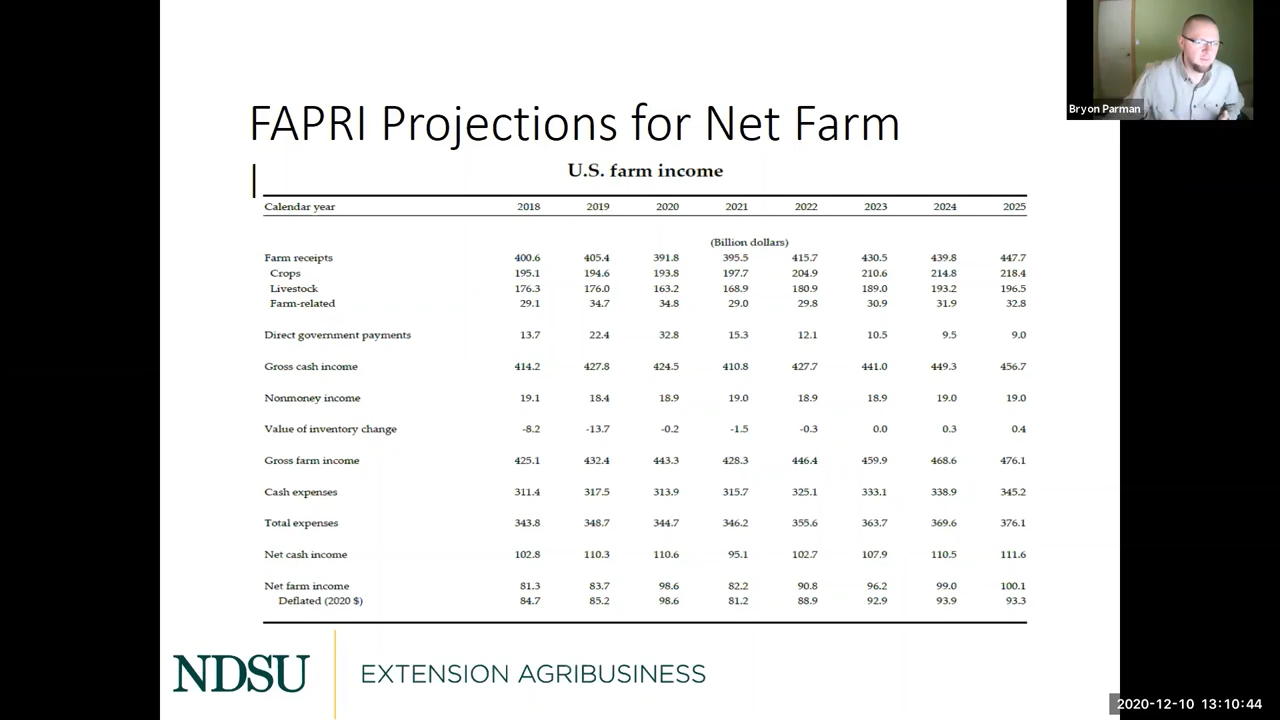 Bryon Parman
FAPRI Projections for Net Farm
U.S. farm income
Calendar year 2018 2019 2020 2021 2022 2023 2024 2025
(Billion dollars)
Farm receipts 400.6 405.4 391.8 395.5 415.7 430.5 439.8 447.7
Crops 195.1 194.6 193.8 197.7 204.9 210.6 214.8 218.4
Livestock 176.3 176.0 163.2 168.9 180.9 189.0 193.2 196.5
Farm-related 29.1 34.7 34.8 29.0 29.8 30.9 31.9 32.8
Direct government payments 13.7 22.4 32.8 15.3 12.1 10.5 9.5 9.0
Gross cash income 414.2 427.8 424.5 410.8 427.7 441.0 449.3 456.7
Nonmoney income 19.1 18.4 18.9 19.0 18.9 18.9 19.0 19.0
Value of inventory change -8.2 -13.7 -0.2 -1.5 -0.3 0.0 0.3 0.4
Gross farm income 425.1 432.4 443.3 428.3 446.4 459.9 468.6 476.1
Cash expenses 311.4 317.5 313.9 315.7 325.1 333.1 338.9 345.2
Total expenses 343.8 348.7 344.7 346.2 355.6 363.7 369.6 376.1
Net cash income 102.8 110.3 110.6 95.1 102.7 107.9 110.5 111.6
Net farm income 81.3 83.7 98.6 82.2 90.8 96.2 99.0 100.1
Deflated (2020 $) 84.7 85.2 98.6 81.2 88.9 92.9 93.9 93.3
NDSU EXTENSION AGRIBUSINESS
2020-12-10 13:10:44